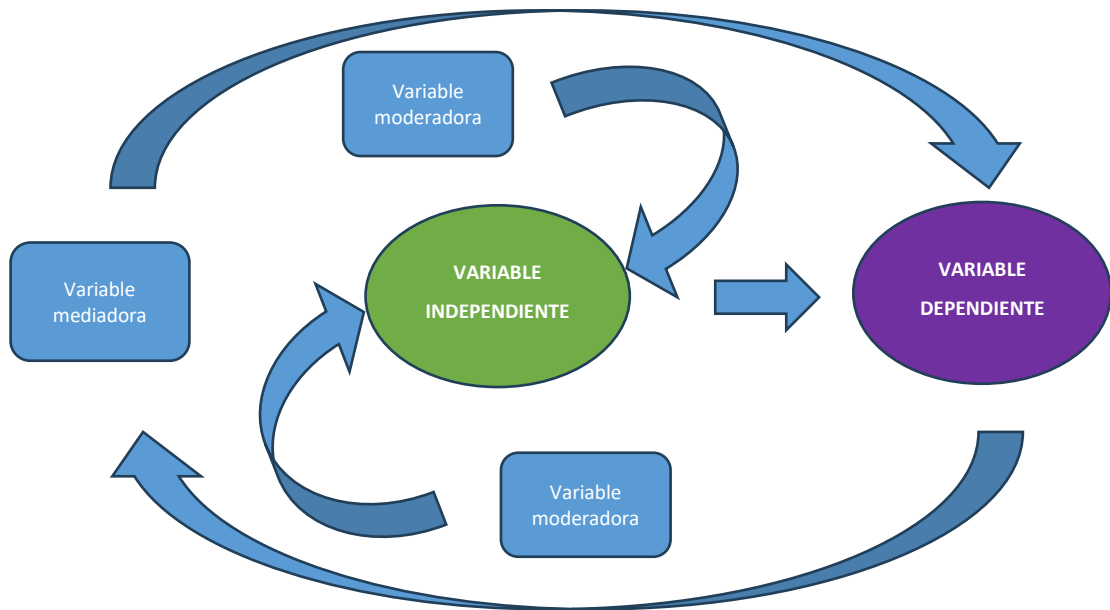 Variable
moderadora
Variable
mediadora
VARIABLE
INDEPENDIENTE
VARIABLE
DEPENDIENTE
Variable
moderadora